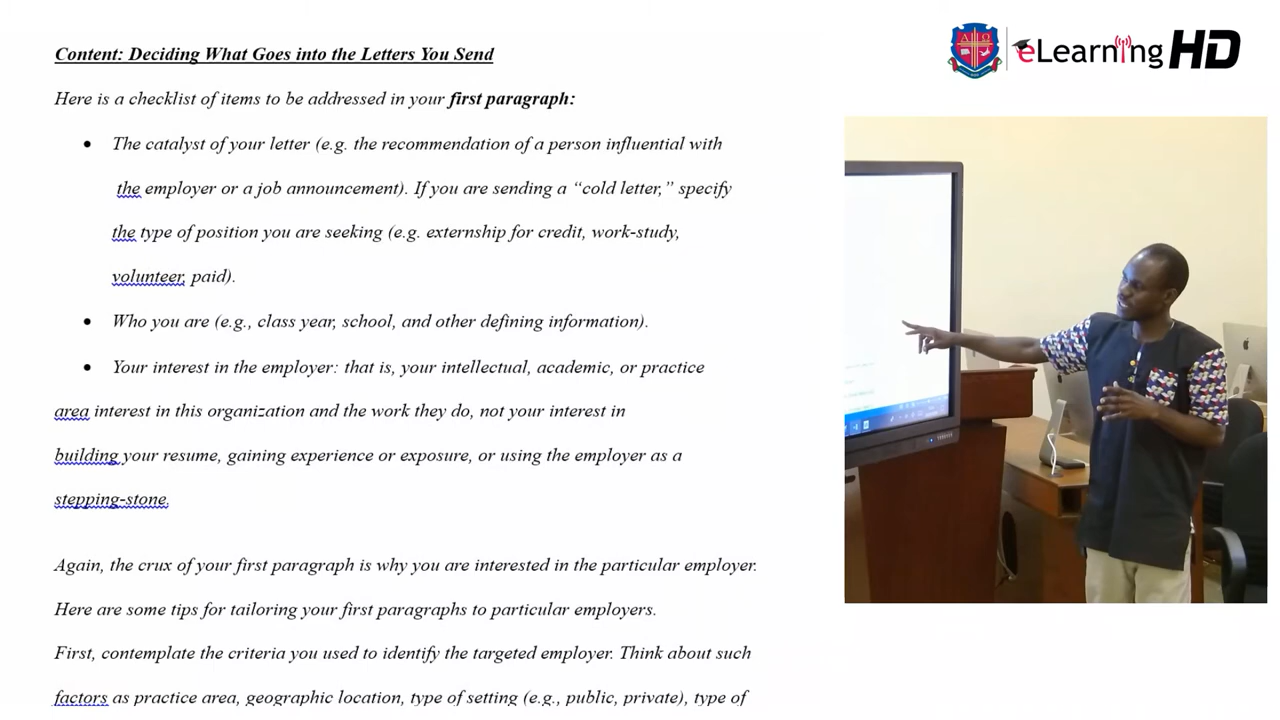 Content: Deciding What Goes into the Letters You Send
Here is a checklist of items to be addressed in your first paragraph:
• The catalyst of your letter (e.g. the recommendation of a person influential with
the employer or a job announcement). If you are sending a “cold letter,” specify
the type of position you are seeking (e.g. externship for credit, work-study,
volunteer, paid).
• Who you are (e.g., class year, school, and other defining information).
• Your interest in the employer: that is, your intellectual, academic, or practice
area interest in this organization and the work they do, not your interest in
building your resume, gaining experience or exposure, or using the employer as a
stepping-stone.
Again, the crux of your first paragraph is why you are interested in the particular employer.
Here are some tips for tailoring your first paragraphs to particular employers.
First, contemplate the criteria you used to identify the targeted employer. Think about such
factors as practice area, geographic location, type of setting (e.g., public, private), type of
eLearning HD